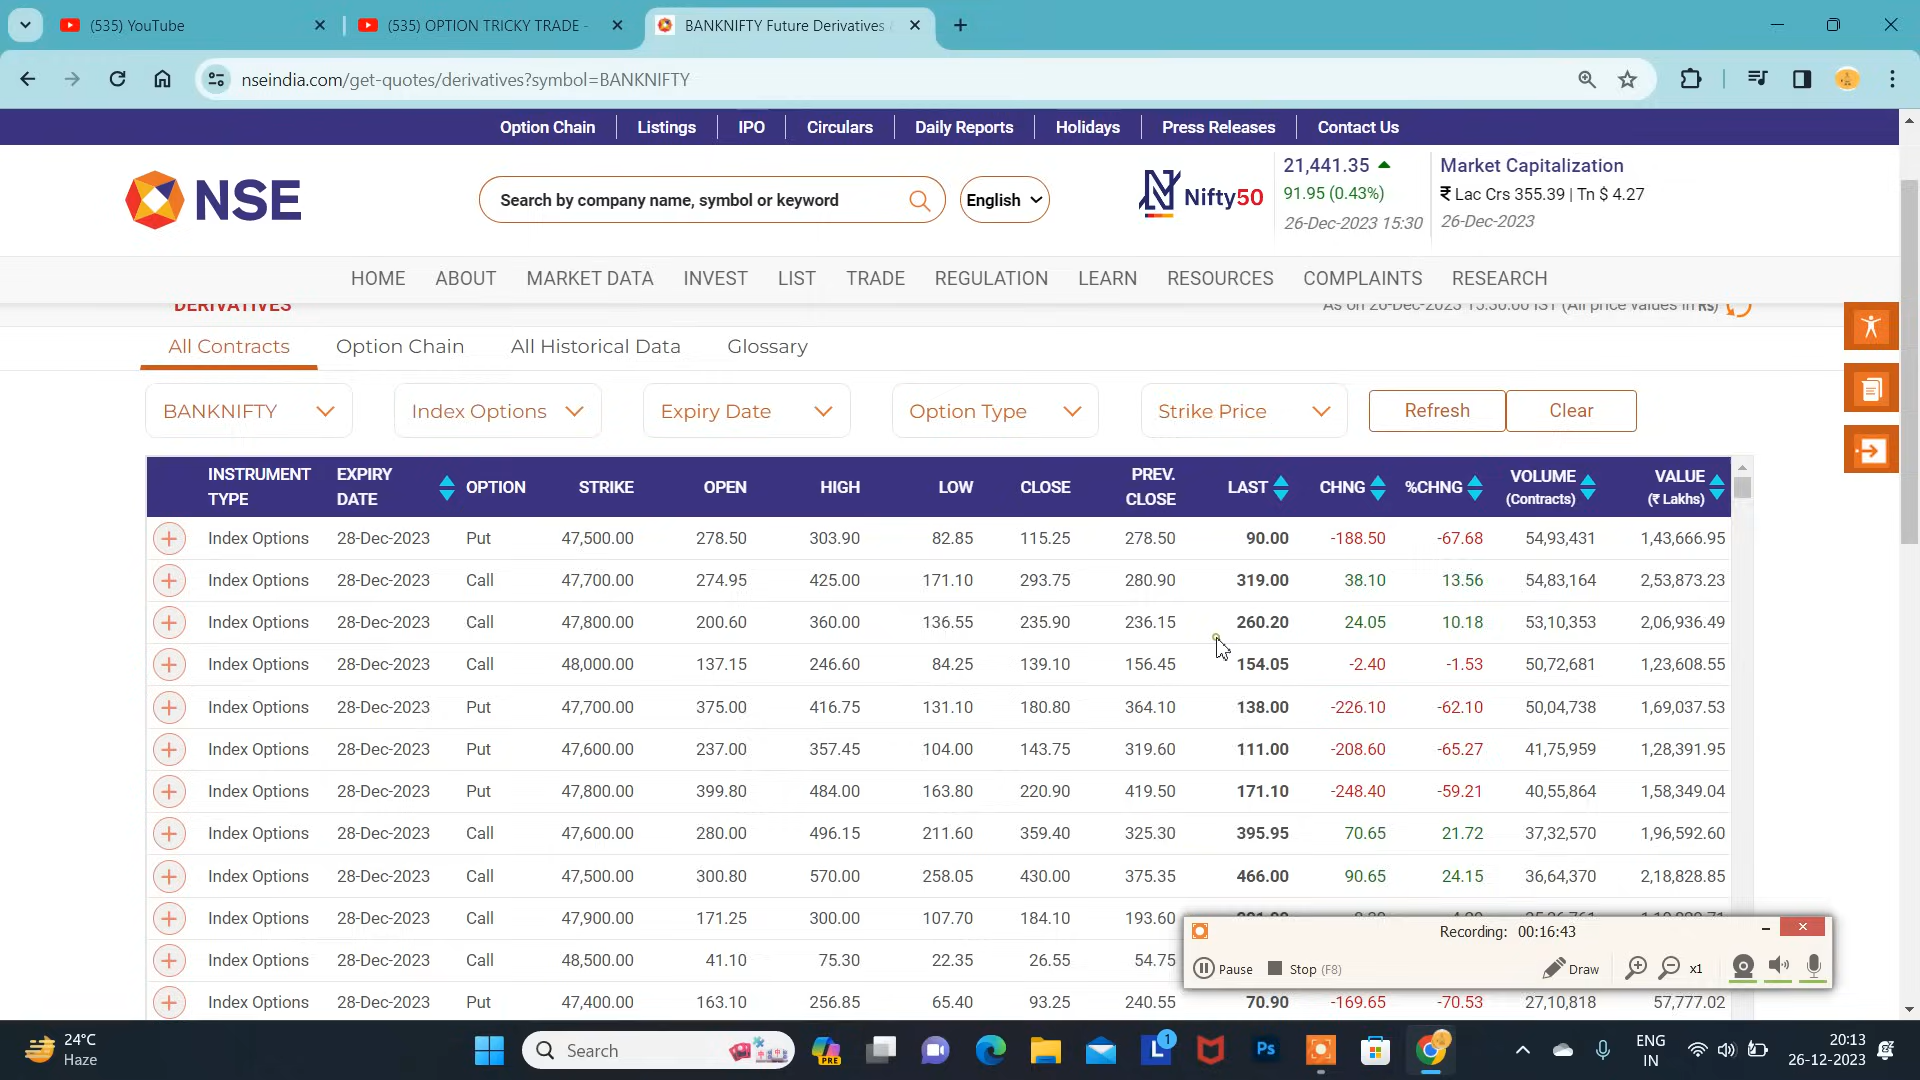 (535) YouTube
(535) OPTION TRICKY TRADE -
BANKNIFTY Future Derivatives
nseindia.com/get-quotes/derivatives?symbol=BANKNIFTY
Option Chain Listings IPO Circulars Daily Reports Holidays Press Releases Contact Us
NSE
Search by company name, symbol or keyword
English
Nifty50
21,441.35
91.95 (0.43%)
26-Dec-2023 15:30
Market Capitalization
₹ Lac Crs 355.39 | Tn $ 4.27
26-Dec-2023
HOME ABOUT MARKET DATA INVEST LIST TRADE REGULATION LEARN RESOURCES COMPLAINTS RESEARCH
DERIVATIVES
As on 26-Dec-2023 15:30:00 IST (All price values in Rs)
All Contracts Option Chain All Historical Data Glossary
BANKNIFTY Index Options Expiry Date Option Type Strike Price Refresh Clear
INSTRUMENT TYPE EXPIRY DATE OPTION STRIKE OPEN HIGH LOW CLOSE PREV. CLOSE LAST CHNG %CHNG VOLUME (Contracts) VALUE (₹ Lakhs)
Index Options 28-Dec-2023 Put 47,500.00 278.50 303.90 82.85 115.25 278.50 90.00 -188.50 -67.68 54,93,431 1,43,666.95
Index Options 28-Dec-2023 Call 47,700.00 274.95 425.00 171.10 293.75 280.90 319.00 38.10 13.56 54,83,164 2,53,873.23
Index Options 28-Dec-2023 Call 47,800.00 200.60 360.00 136.55 235.90 236.15 260.20 24.05 10.18 53,10,353 2,06,936.49
Index Options 28-Dec-2023 Call 48,000.00 137.15 246.60 84.25 139.10 156.45 154.05 -2.40 -1.53 50,72,681 1,23,608.55
Index Options 28-Dec-2023 Put 47,700.00 375.00 416.75 131.10 180.80 364.10 138.00 -226.10 -62.10 50,04,738 1,69,037.53
Index Options 28-Dec-2023 Put 47,600.00 237.00 357.45 104.00 143.75 319.60 111.00 -208.60 -65.27 41,75,959 1,28,391.95
Index Options 28-Dec-2023 Put 47,800.00 399.80 484.00 163.80 220.90 419.50 171.10 -248.40 -59.21 40,55,864 1,58,349.04
Index Options 28-Dec-2023 Call 47,600.00 280.00 496.15 211.60 359.40 325.30 395.95 70.65 21.72 37,32,570 1,96,592.60
Index Options 28-Dec-2023 Call 47,500.00 300.80 570.00 258.05 430.00 375.35 466.00 90.65 24.15 36,64,370 2,18,828.85
Index Options 28-Dec-2023 Call 47,900.00 171.25 300.00 107.70 184.10 193.60
Index Options 28-Dec-2023 Call 48,500.00 41.10 75.30 22.35 26.55 54.75
Index Options 28-Dec-2023 Put 47,400.00 163.10 256.85 65.40 93.25 240.55 70.90 -169.65 -70.53 27,10,818 57,777.02
Recording: 00:16:43
Pause Stop (F8) Draw x1
24°C
Haze
Search
PRE
L
1
Ps
ENG
IN
20:13
26-12-2023